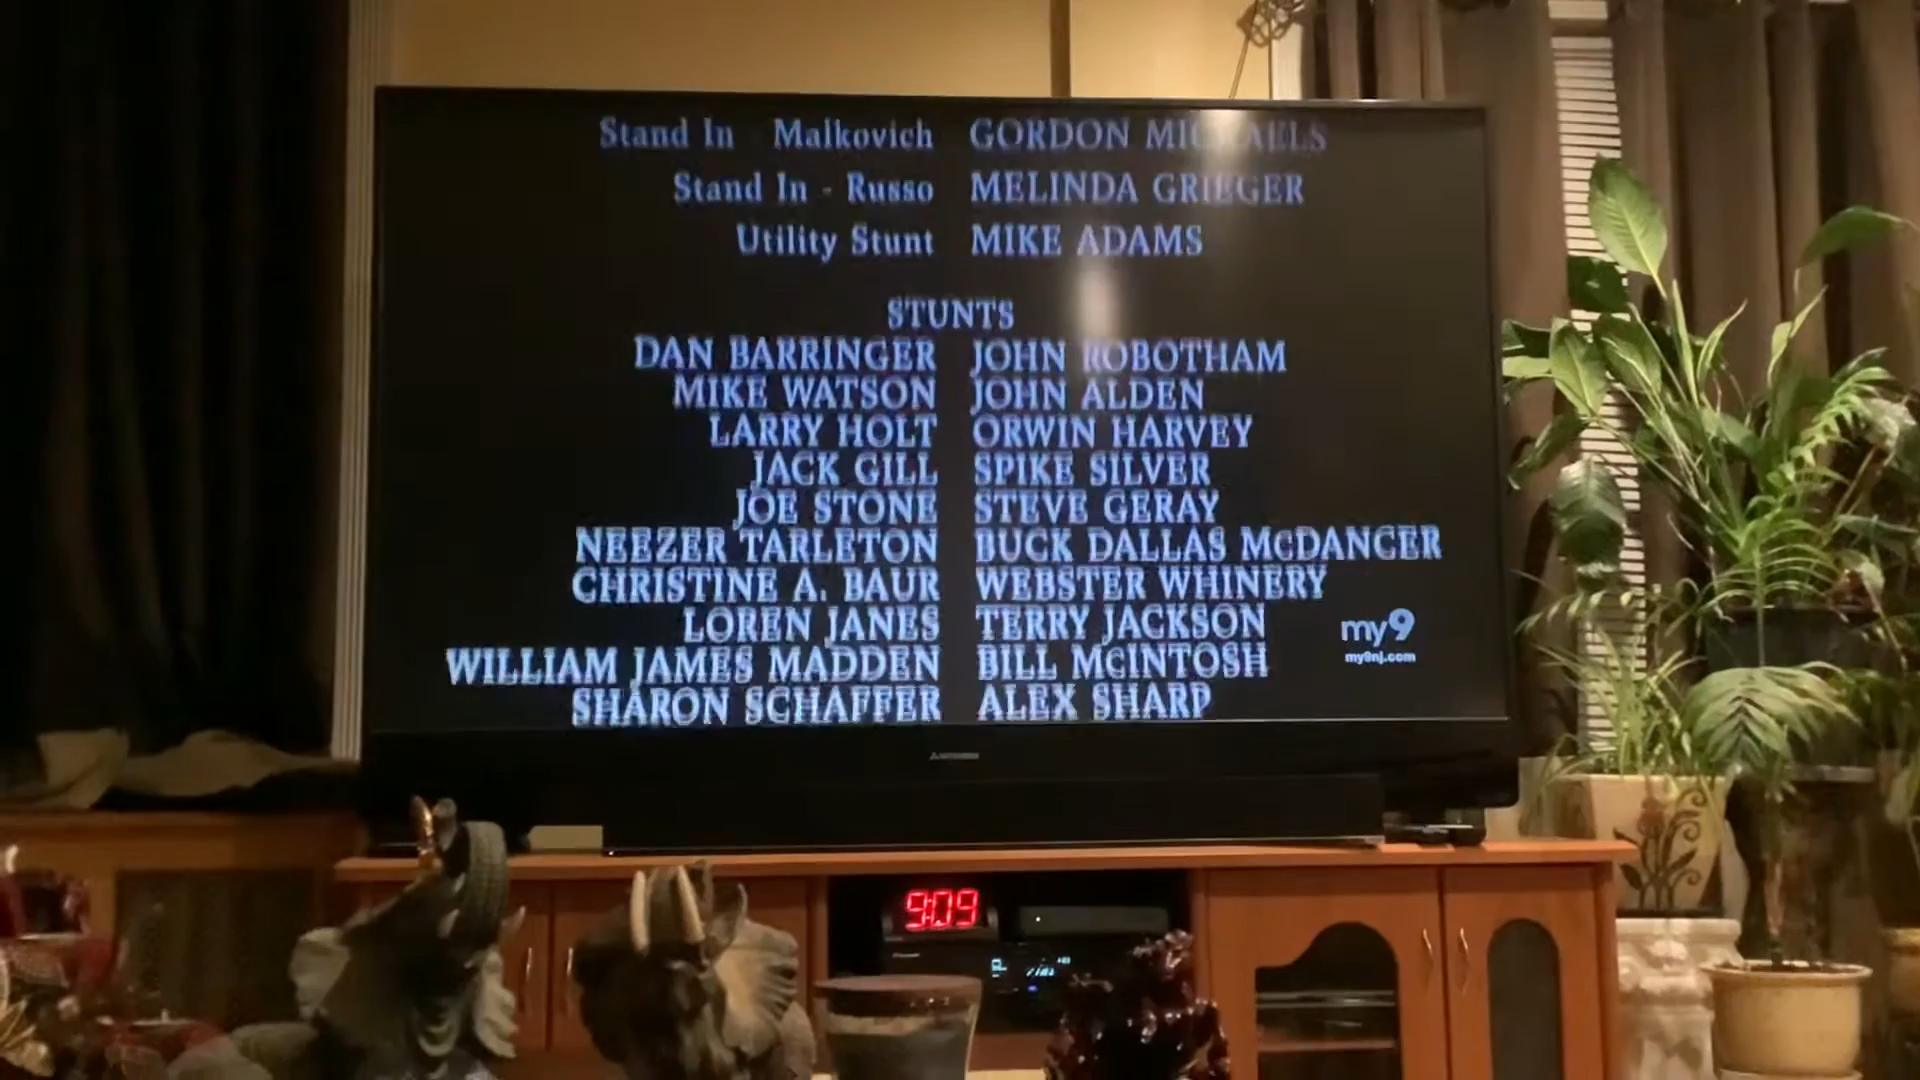 Stand In - Malkovich GORDON MICHAELS
Stand In - Russo MELINDA GRIEGER
Utility Stunt MIKE ADAMS
STUNTS
DAN BARRINGER JOHN ROBOTHAM
MIKE WATSON JOHN ALDEN
LARRY HOLT ORWIN HARVEY
JACK GILL SPIKE SILVER
JOE STONE STEVE GERAY
NEEZER TARLETON BUCK DALLAS McDANCER
CHRISTINE A. BAUR WEBSTER WHINERY
LOREN JANES TERRY JACKSON
WILLIAM JAMES MADDEN BILL McINTOSH
SHARON SCHAFFER ALEX SHARP
my9
my9nj.com
MITSUBISHI
9:09